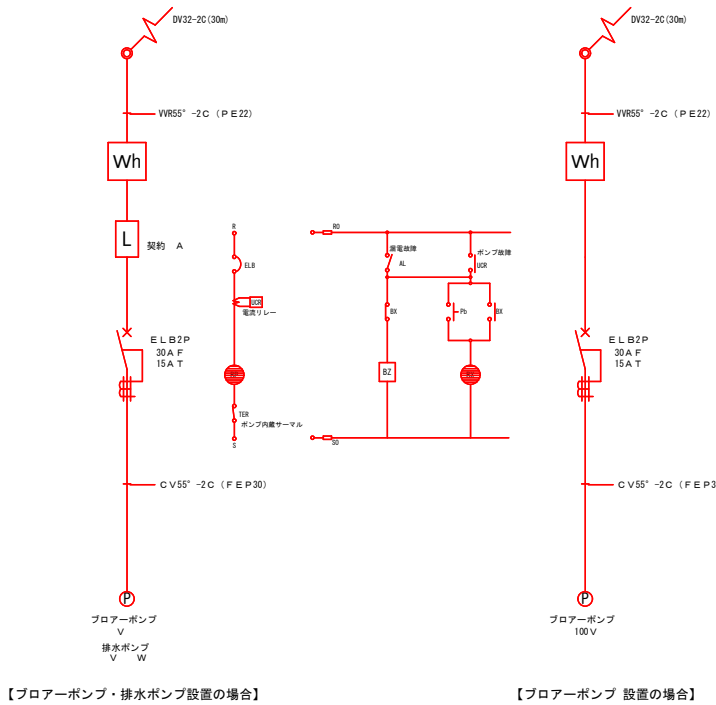 DV32-2C(30m)
VVR55°-2C (PE22)
Wh
L
契約 A
ELB2P
30AF
15AT
CV55°-2C (FEP30)
P
ブロアーポンプ
V
排水ポンプ
V W
【ブロアーポンプ・排水ポンプ設置の場合】
R
ELB
UCR
電流リレー
TER
ポンプ内蔵サーマル
S
RO
漏電故障
AL
ポンプ故障
UCR
BX
Pb
BX
BZ
SO
DV32-2C(30m)
VVR55°-2C (PE22)
Wh
ELB2P
30AF
15AT
CV55°-2C (FEP3
P
ブロアーポンプ
100V
【ブロアーポンプ 設置の場合】